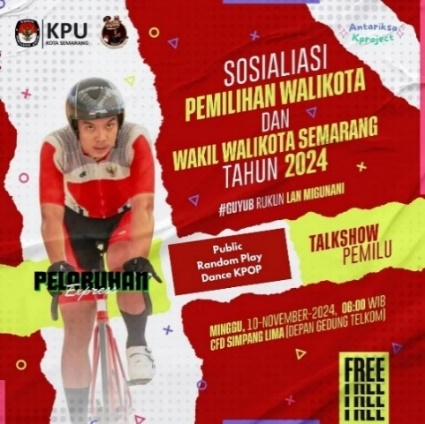 KPU
KOTA SEMARANG
Antariksa
Kproject
SOSIALIASI
PEMILIHAN WALIKOTA
DAN
WAKIL WALIKOTA SEMARANG
TAHUN 2024
#GUYUB RUKUN LAN MIGUNANI
Public
Random Play
Dance KPOP
TALKSHOW
PEMILU
PELORUHAN
MINGGU, 10-NOVEMBER-2024, 06:00 WIB
CFD SIMPANG LIMA (DEPAN GEDUNG TELKOM)
FREE
FREE
FREE